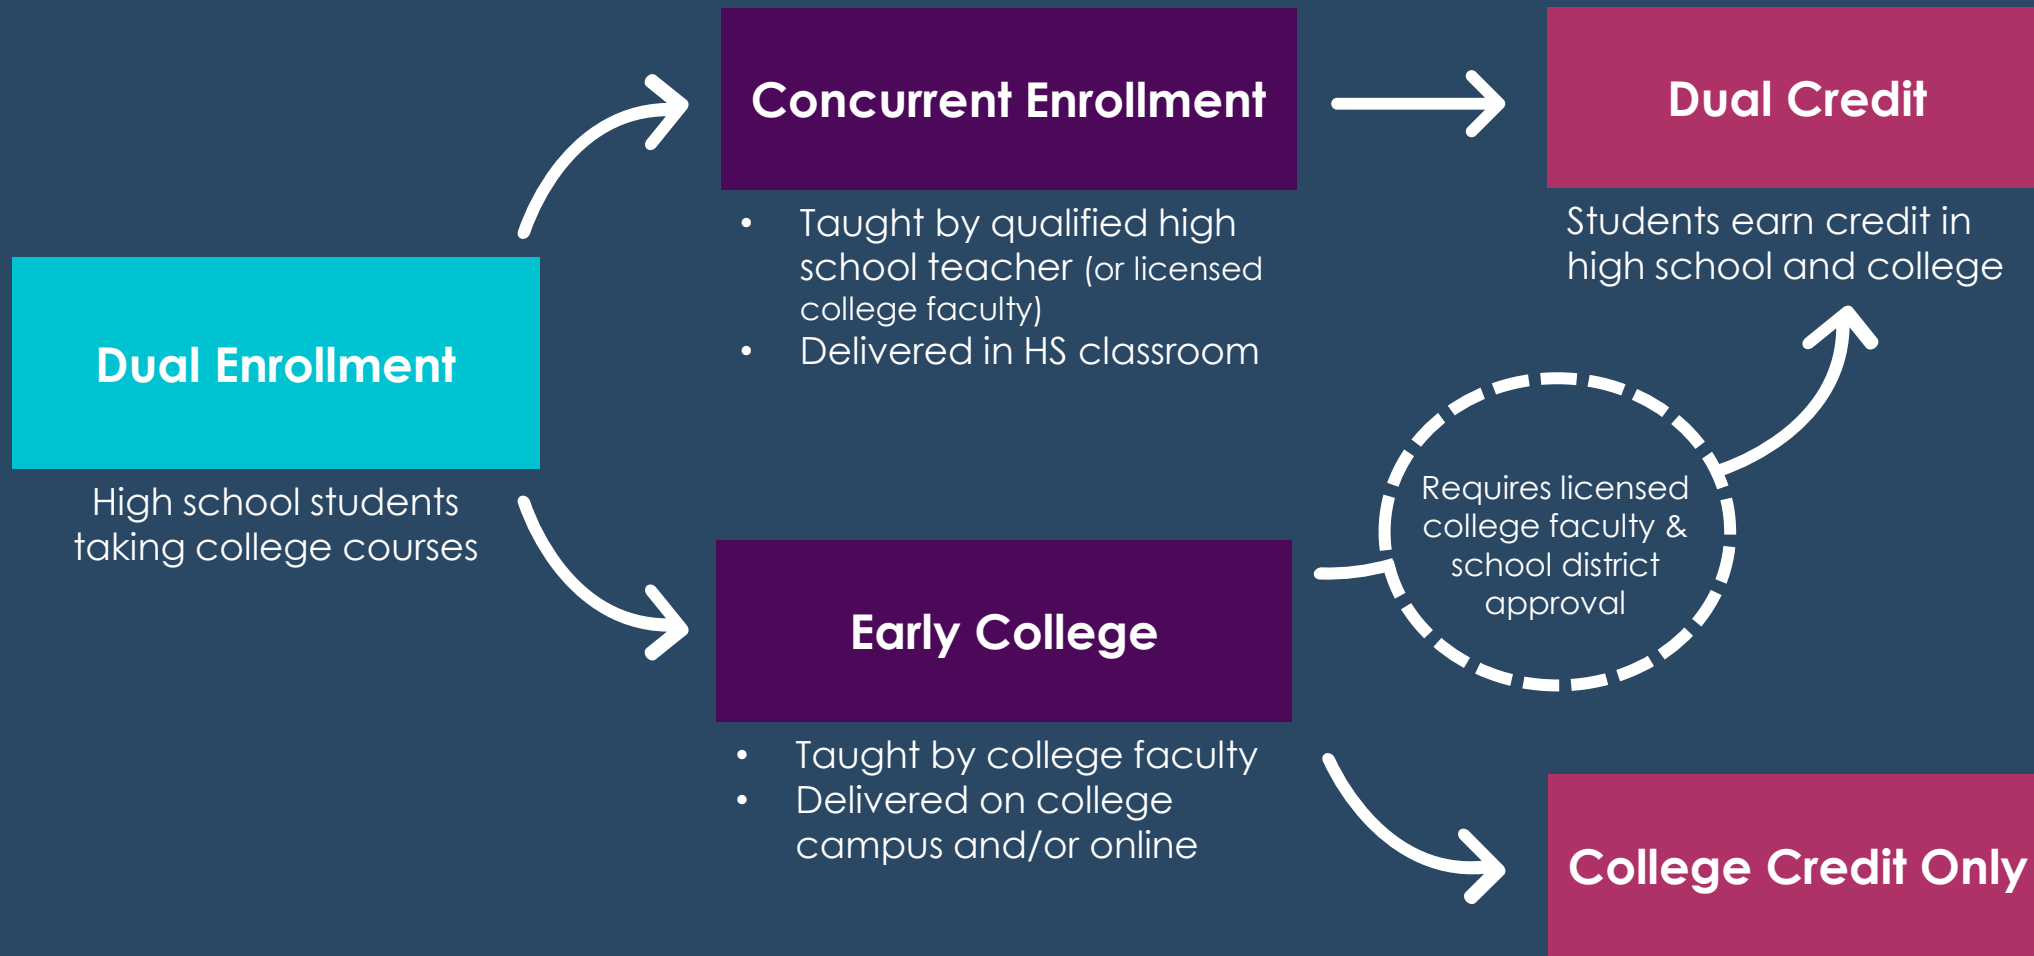 Dual Enrollment
High school students
taking college courses
Concurrent Enrollment
• Taught by qualified high
school teacher (or licensed
college faculty)
• Delivered in HS classroom
Early College
• Taught by college faculty
• Delivered on college
campus and/or online
Dual Credit
Students earn credit in
high school and college
Requires licensed
college faculty &
school district
approval
College Credit Only